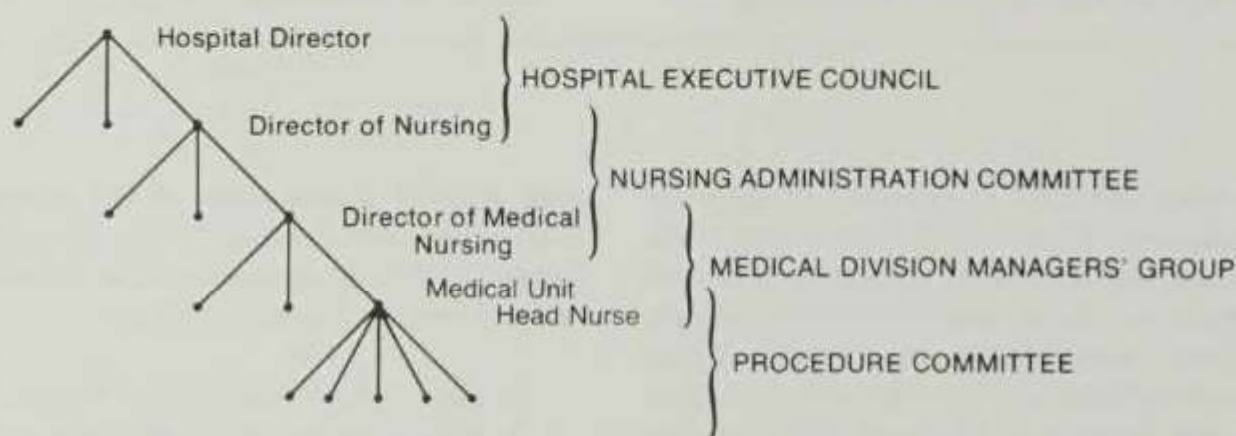 Hospital Director
HOSPITAL EXECUTIVE COUNCIL
Director of Nursing
NURSING ADMINISTRATION COMMITTEE
Director of Medical
Nursing
MEDICAL DIVISION MANAGERS' GROUP
Medical Unit
Head Nurse
PROCEDURE COMMITTEE